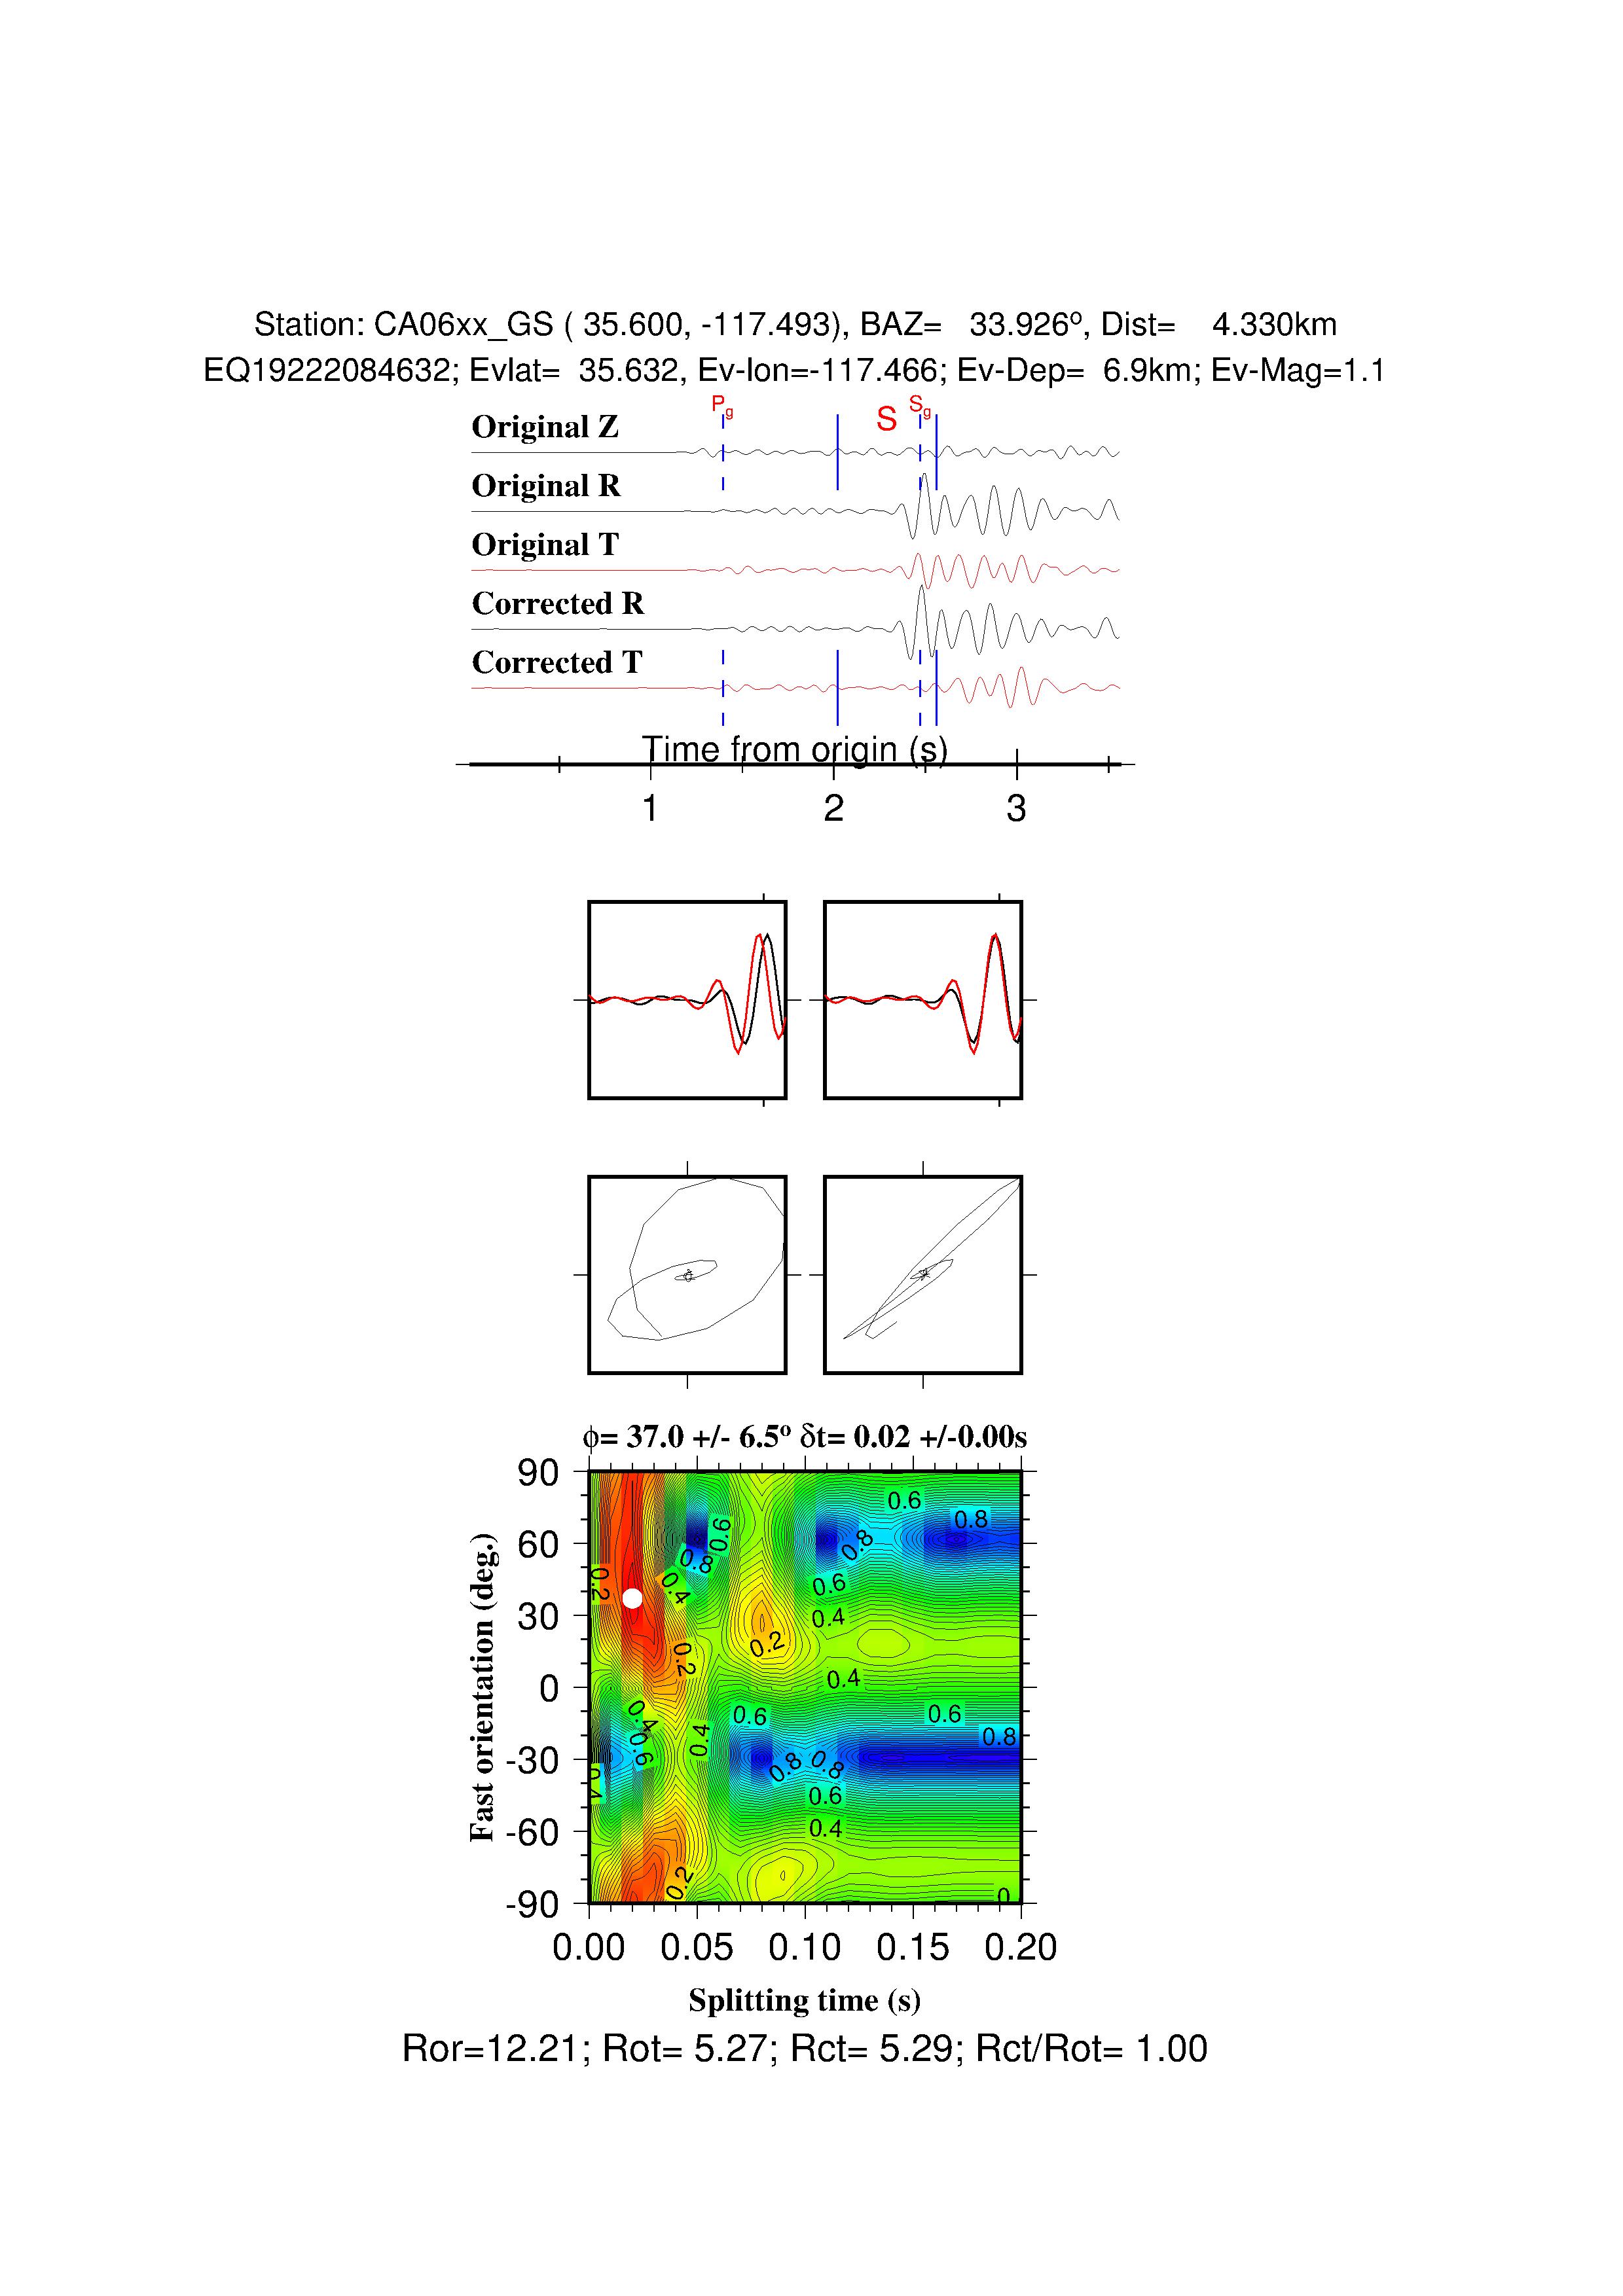 Station: CA06xx_GS ( 35.600, -117.493), BAZ= 33.926º, Dist= 4.330km
EQ19222084632; Evlat= 35.632, Ev-lon=-117.466; Ev-Dep= 6.9km; Ev-Mag=1.1
Pg S Sg
Original Z
Original R
Original T
Corrected R
Corrected T
Time from origin (s)
1 2 3
ϕ= 37.0 +/- 6.5º δt= 0.02 +/-0.00s
90
60
30
0
-30
-60
-90
Fast orientation (deg.)
0.6 0.8
0.6 0.8 0.8
0.2 0.4 0.6
0.4
0.2 0.2
0.4
0.4 0.6 0.6
0.6 0.4 0.8
0.8 0.8
0.4 0.6
0.4
0.2 0
0.00 0.05 0.10 0.15 0.20
Splitting time (s)
Ror=12.21; Rot= 5.27; Rct= 5.29; Rct/Rot= 1.00